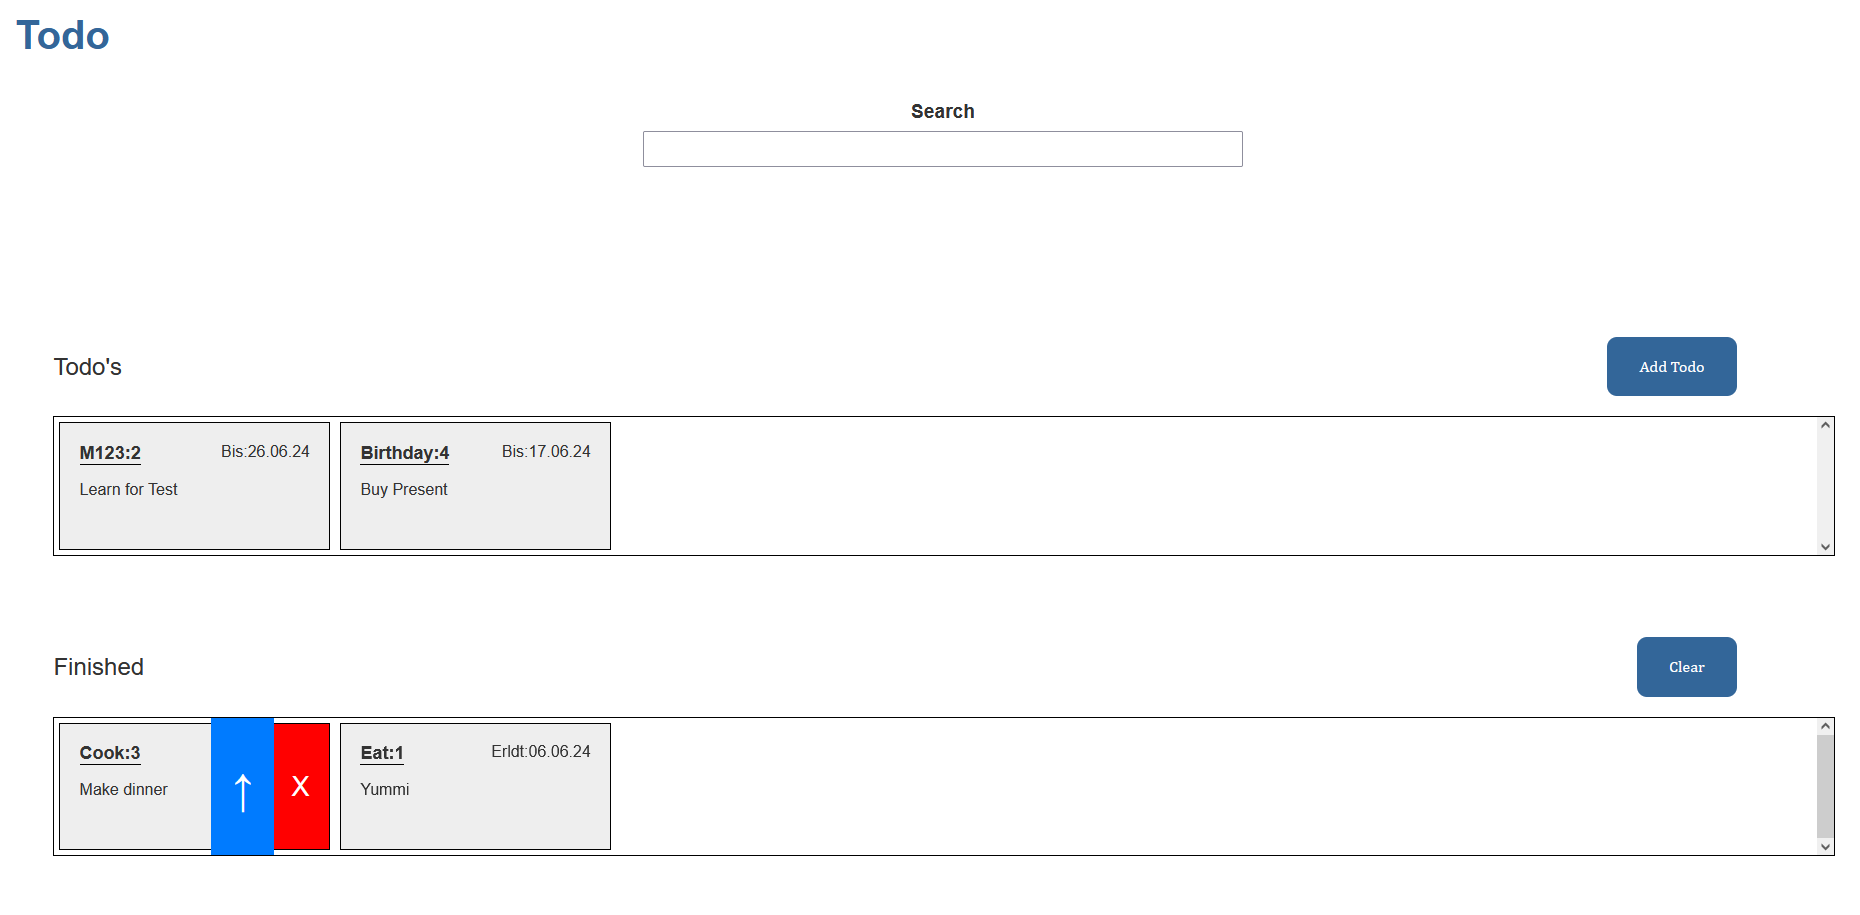 Todo
Search
Todo's
Add Todo
M123:2 Bis:26.06.24
Learn for Test
Birthday:4 Bis:17.06.24
Buy Present
Finished
Clear
Cook:3
Make dinner
↑ X
Eat:1 Erldt:06.06.24
Yummi